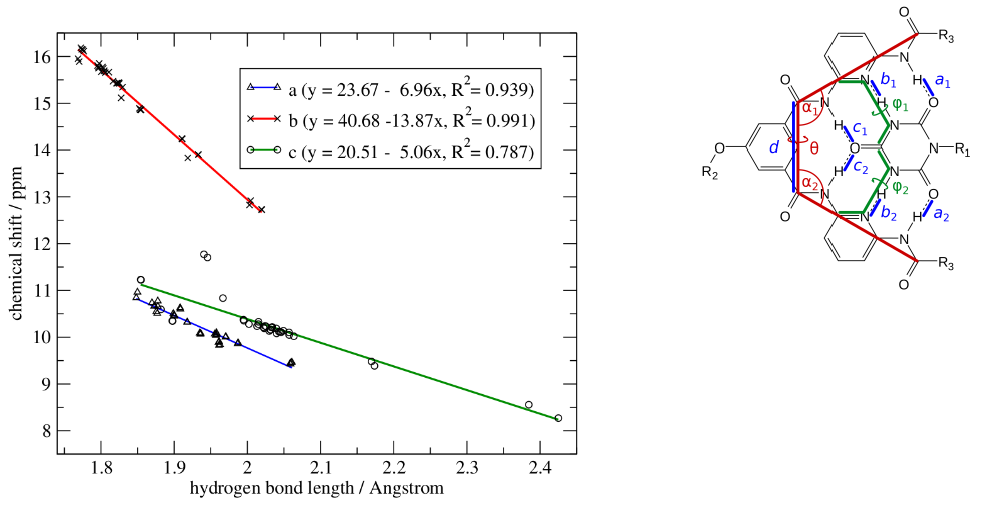 16
15
14
13
12
11
10
9
8
chemical shift / ppm
a (y = 23.67 - 6.96x, R²= 0.939)
b (y = 40.68 -13.87x, R²= 0.991)
c (y = 20.51 - 5.06x, R²= 0.787)
1.8 1.9 2 2.1 2.2 2.3 2.4
hydrogen bond length / Angstrom
O
R₃
N
H a₁
b₁
N
O
O
α₁
N
H
φ₁
H c₁
N
O
R₂
d
θ
O
N R₁
c₂
H
N
φ₂
α₂
N
H
O
O
N
b₂
H a₂
N
R₃
O